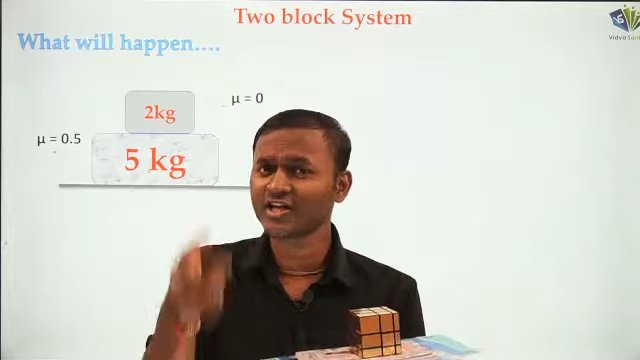 Two block System
What will happen....
2kg
μ = 0
μ = 0.5
5 kg